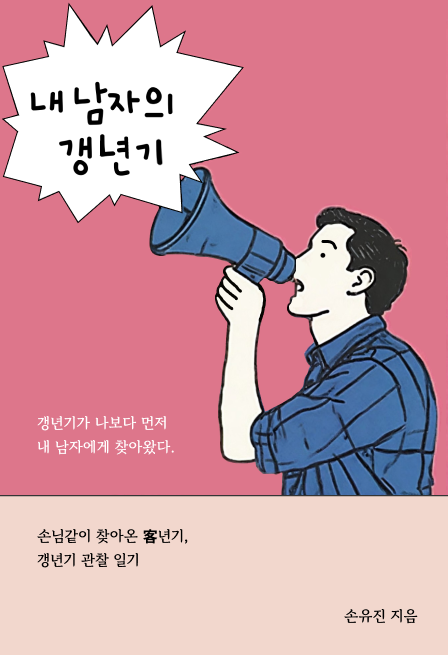 내 남자의
갱년기
갱년기가 나보다 먼저
내 남자에게 찾아왔다.
손님같이 찾아온 客년기,
갱년기 관찰 일기
손유진 지음